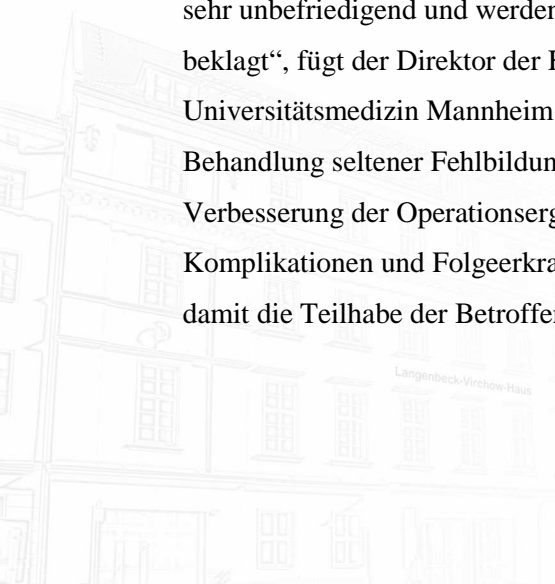 sehr unbefriedigend und werden
beklagt“, fügt der Direktor der
Universitätsmedizin Mannheim
Behandlung seltener Fehlbildun
Verbesserung der Operationserg
Komplikationen und Folgeerkra
damit die Teilhabe der Betroffe
Langenbeck-Virchow-Haus